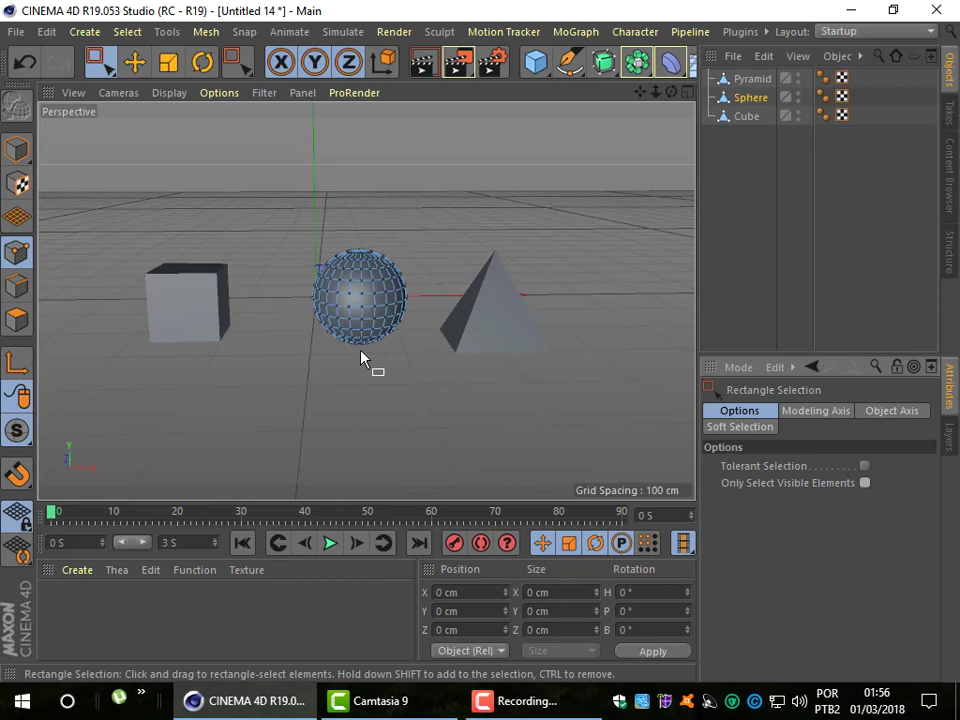 CINEMA 4D R19.053 Studio (RC - R19) - [Untitled 14 *] - Main
File Edit Create Select Tools Mesh Snap Animate Simulate Render Sculpt Motion Tracker MoGraph Character Pipeline Plugins Layout: Startup
X Y Z
File Edit View Objec
View Cameras Display Options Filter Panel ProRender
Perspective
Pyramid
Sphere
Cube
Objects
Takes
Content Browser
Structure
Mode Edit
Rectangle Selection
Options Modeling Axis Object Axis
Soft Selection
Options
Tolerant Selection
Only Select Visible Elements
Attributes
Layers
Y
Z X
Grid Spacing : 100 cm
0 10 20 30 40 50 60 70 80 90 0 S
0 S 3 S
P
Create Thea Edit Function Texture
Position Size Rotation
X 0 cm X 0 cm H 0 °
Y 0 cm Y 0 cm P 0 °
Z 0 cm Z 0 cm B 0 °
Object (Rel) Size Apply
MAXON
CINEMA 4D
Rectangle Selection: Click and drag to rectangle-select elements. Hold down SHIFT to add to the selection, CTRL to remove.
CINEMA 4D R19.0... Camtasia 9 Recording...
POR
PTB2
01:56
01/03/2018